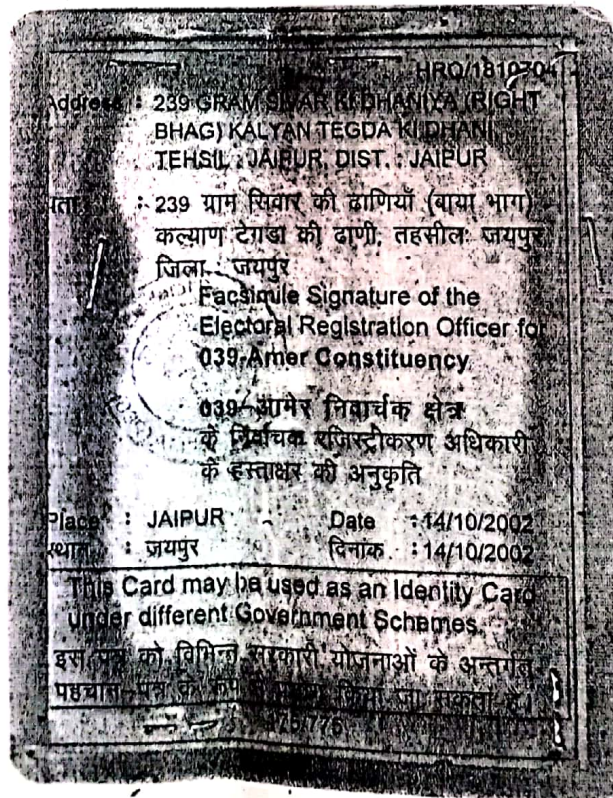 HRQ/1810704
Address : 239 GRAM SIVAR KI DHANIYA (RIGHT
BHAG) KALYAN TEGDA KI DHANI
TEHSIL : JAIPUR, DIST. : JAIPUR
: 239 ग्राम सिवार की ढाणियाँ (बाया भाग)
कल्याण टेगडा की ढाणी, तहसील: जयपुर
जिला : जयपुर
Facsimile Signature of the
Electoral Registration Officer for
039-Amer Constituency
039-आमेर निवार्चक क्षेत्र
के निर्वाचक रजिस्ट्रीकरण अधिकारी
के हस्ताक्षर की अनुकृति
Place : JAIPUR Date : 14/10/2002
स्थान : जयपुर दिनांक : 14/10/2002
This Card may be used as an Identity Card
under different Government Schemes.
इस पत्र को विभिन्न सरकारी योजनाओं के अन्तर्गत
पहचान-पत्र के रूप में किया जा सकता है।